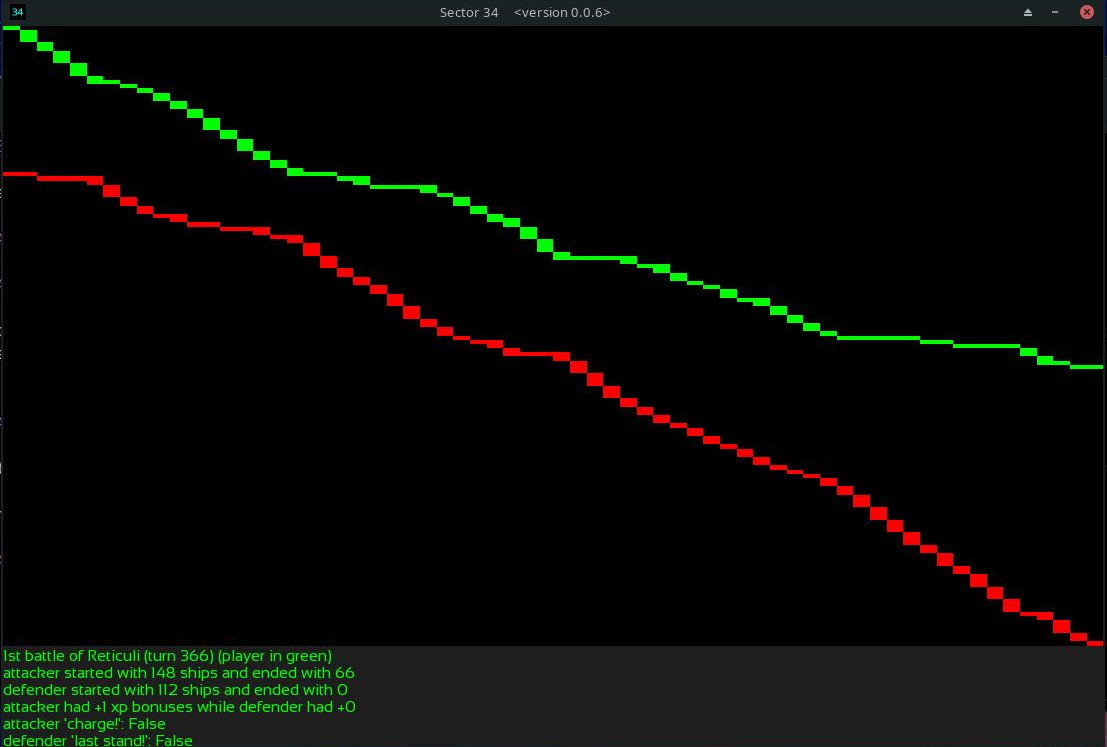 34
Sector 34 <version 0.0.6>
1st battle of Reticuli (turn 366) (player in green)
attacker started with 148 ships and ended with 66
defender started with 112 ships and ended with 0
attacker had +1 xp bonuses while defender had +0
attacker 'charge!': False
defender 'last stand!': False